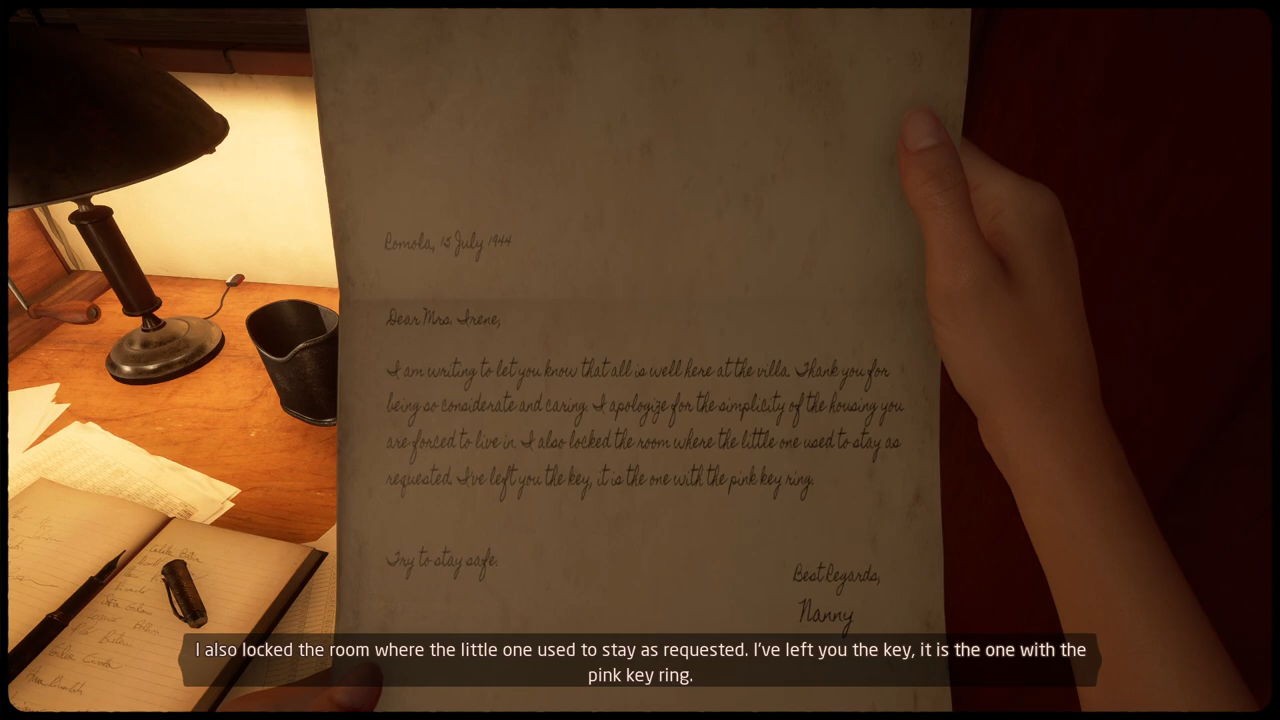 Romola, 15 July 1944
Dear Mrs. Irene,
I am writing to let you know that all is well here at the villa. Thank you for
being so considerate and caring. I apologize for the simplicity of the housing you
are forced to live in. I also locked the room where the little one used to stay as
requested. I've left you the key, it is the one with the pink key ring.
Try to stay safe.
Best Regards,
Nanny
I also locked the room where the little one used to stay as requested. I've left you the key, it is the one with the
pink key ring.